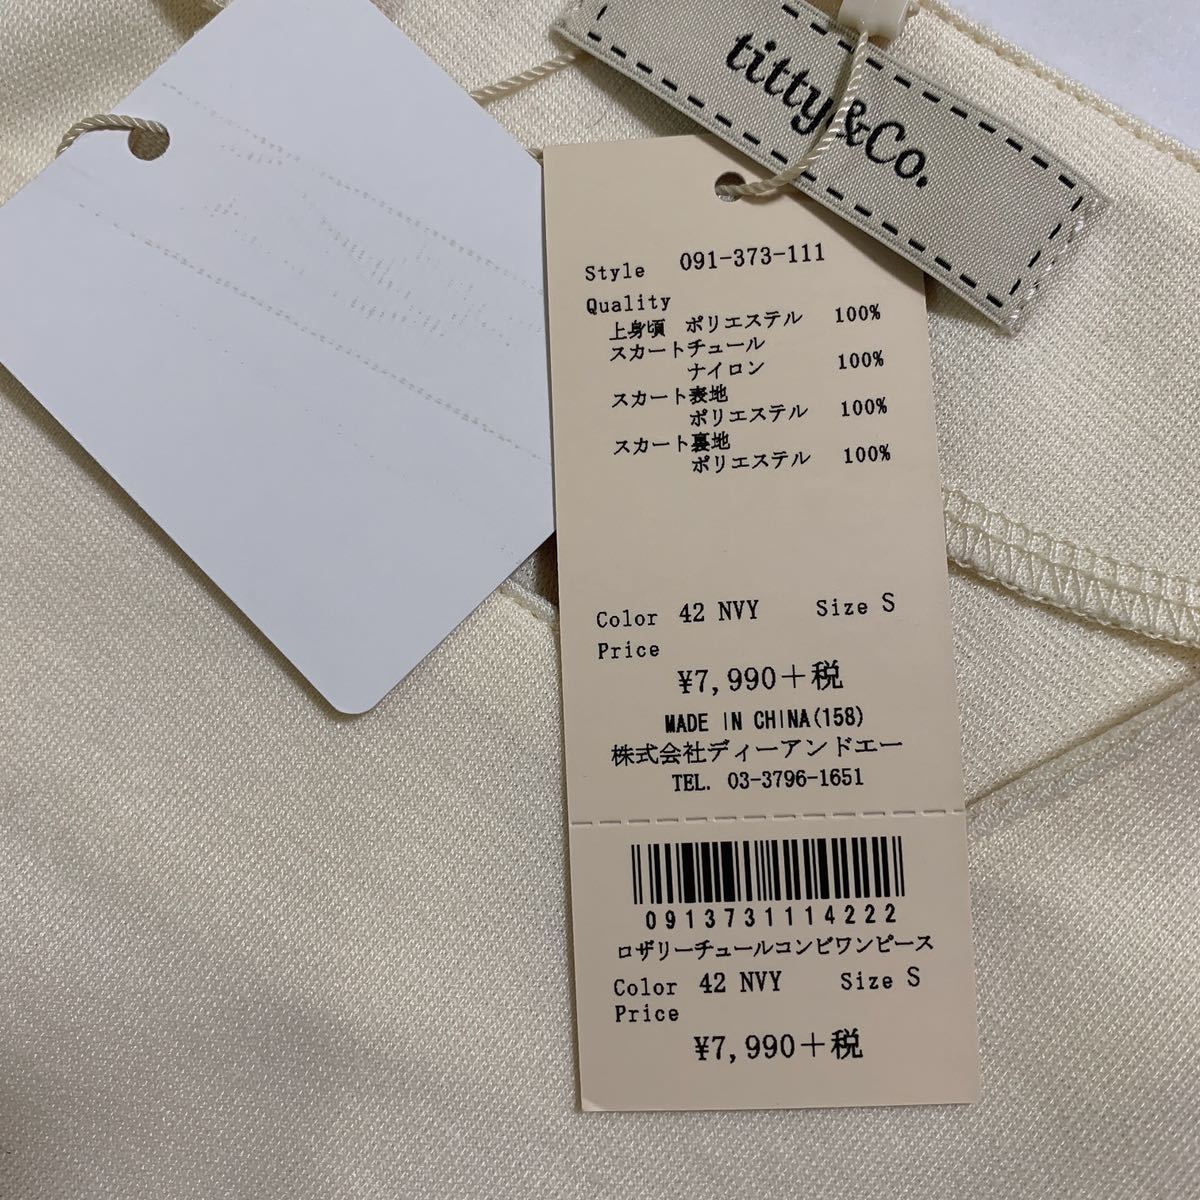 titty&Co.
Style 091-373-111
Quality
上身頃 ポリエステル 100%
スカートチュール
ナイロン 100%
スカート表地
ポリエステル 100%
スカート裏地
ポリエステル 100%
Color 42 NVY Size S
Price
¥7,990＋税
MADE IN CHINA(158)
株式会社ディーアンドエー
TEL. 03-3796-1651
0913731114222
ロザリーチュールコンビワンピース
Color 42 NVY Size S
Price
¥7,990＋税